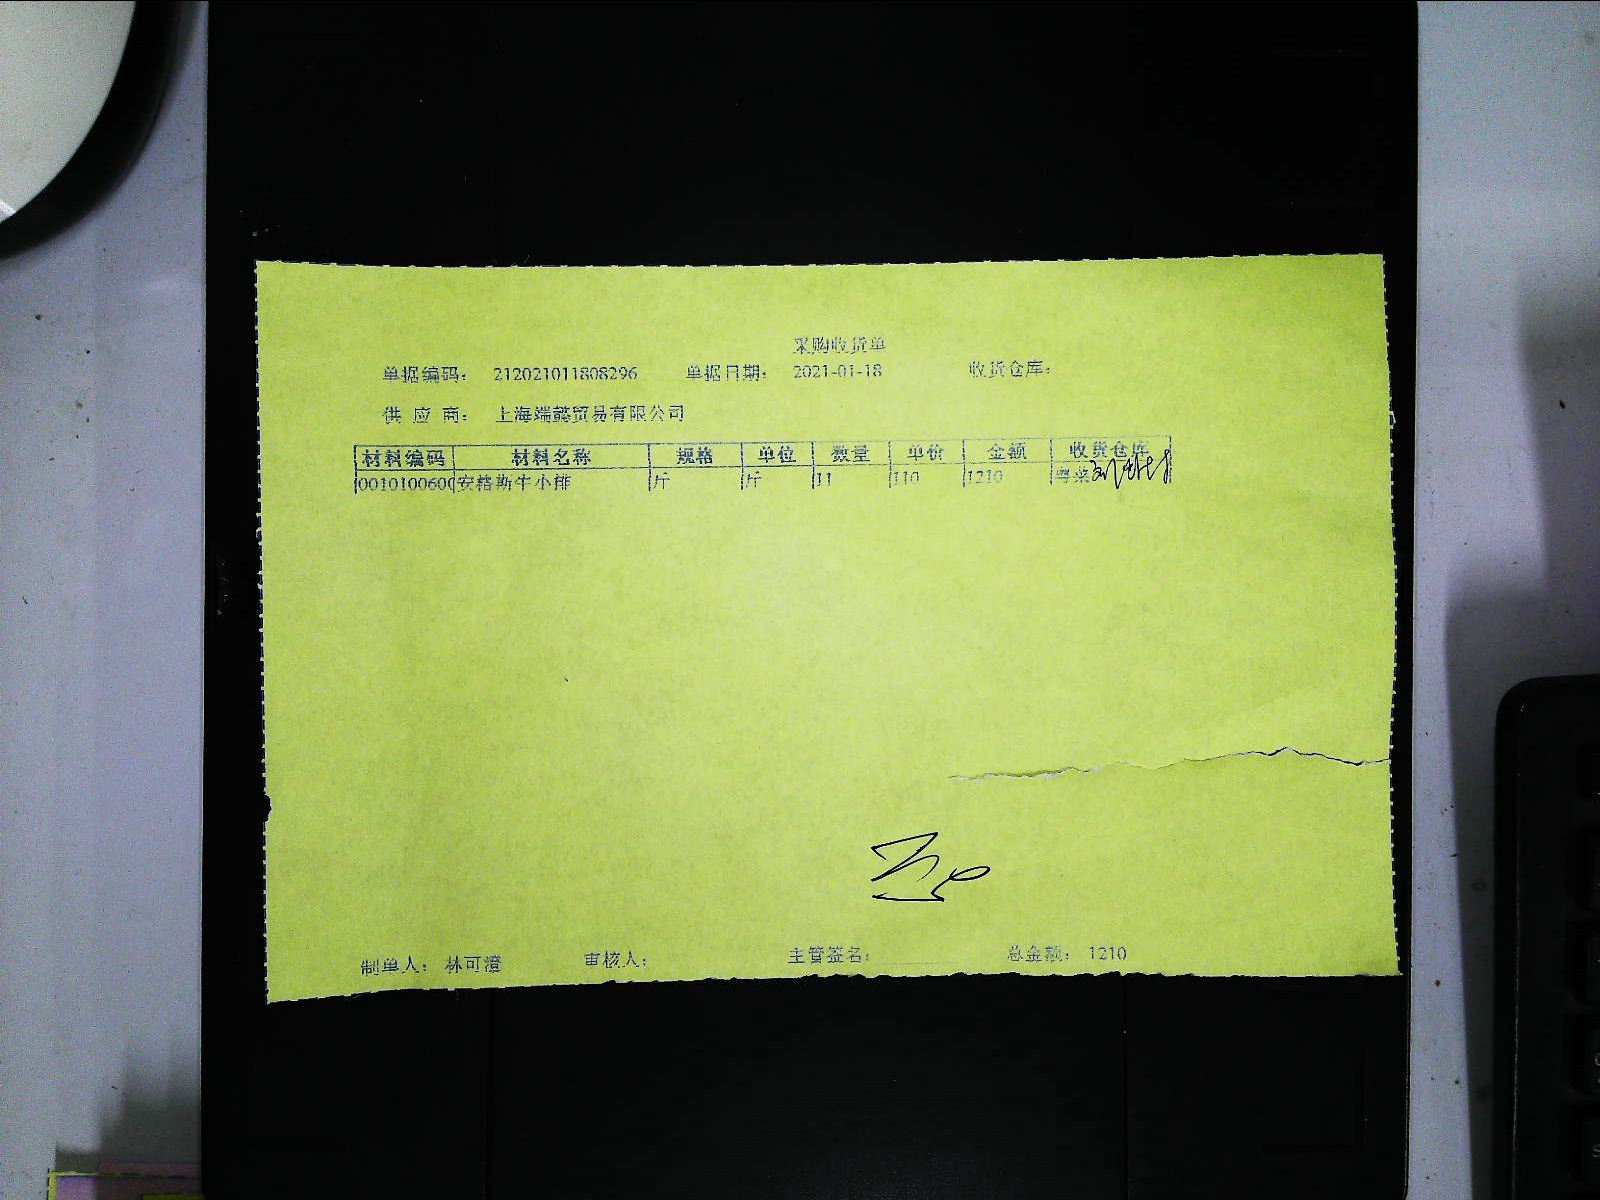 采购收货单
单据编码： 212021011808296 单据日期： 2021-01-18 收货仓库：
供 应 商： 上海端懿贸易有限公司
材料编码 材料名称 规格 单位 数量 单价 金额 收货仓库
0010100600 安格斯牛小排 斤 斤 11 110 1210 粤菜
制单人： 林可澄 审核人： 主管签名： 总金额： 1210